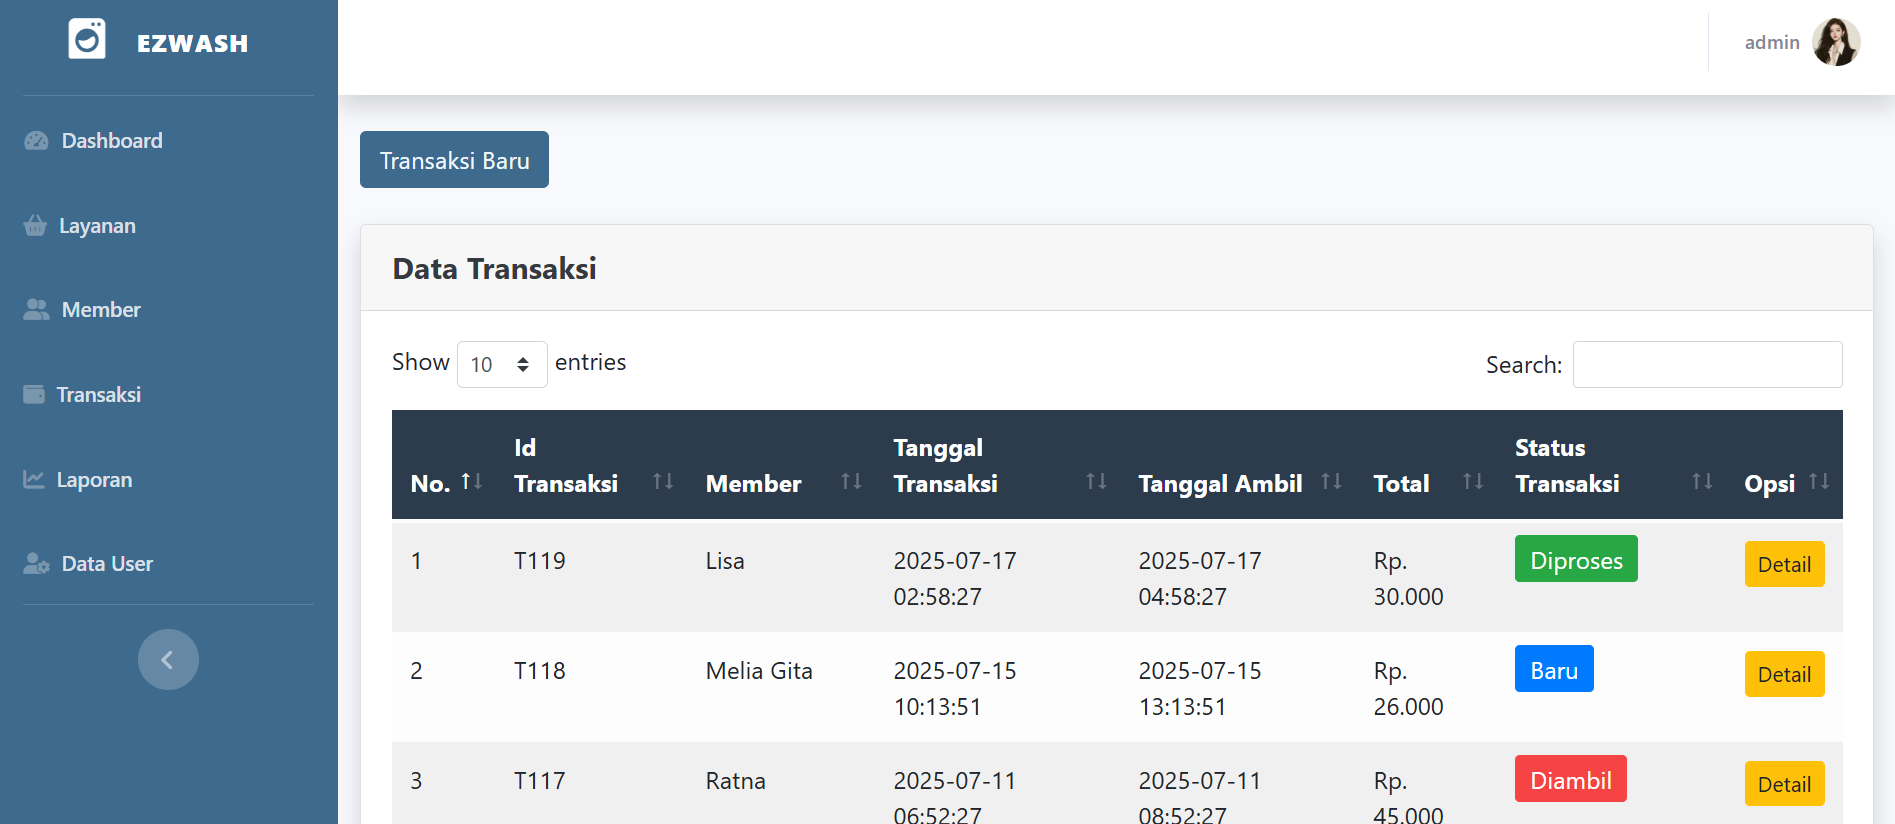 EZWASH
admin
Dashboard
Layanan
Member
Transaksi
Laporan
Data User
Transaksi Baru
Data Transaksi
Show 10 entries
Search:
No. Id Transaksi Member Tanggal Transaksi Tanggal Ambil Total Status Transaksi Opsi
1 T119 Lisa 2025-07-17 02:58:27 2025-07-17 04:58:27 Rp. 30.000 Diproses Detail
2 T118 Melia Gita 2025-07-15 10:13:51 2025-07-15 13:13:51 Rp. 26.000 Baru Detail
3 T117 Ratna 2025-07-11 06:52:27 2025-07-11 08:52:27 Rp. 45.000 Diambil Detail